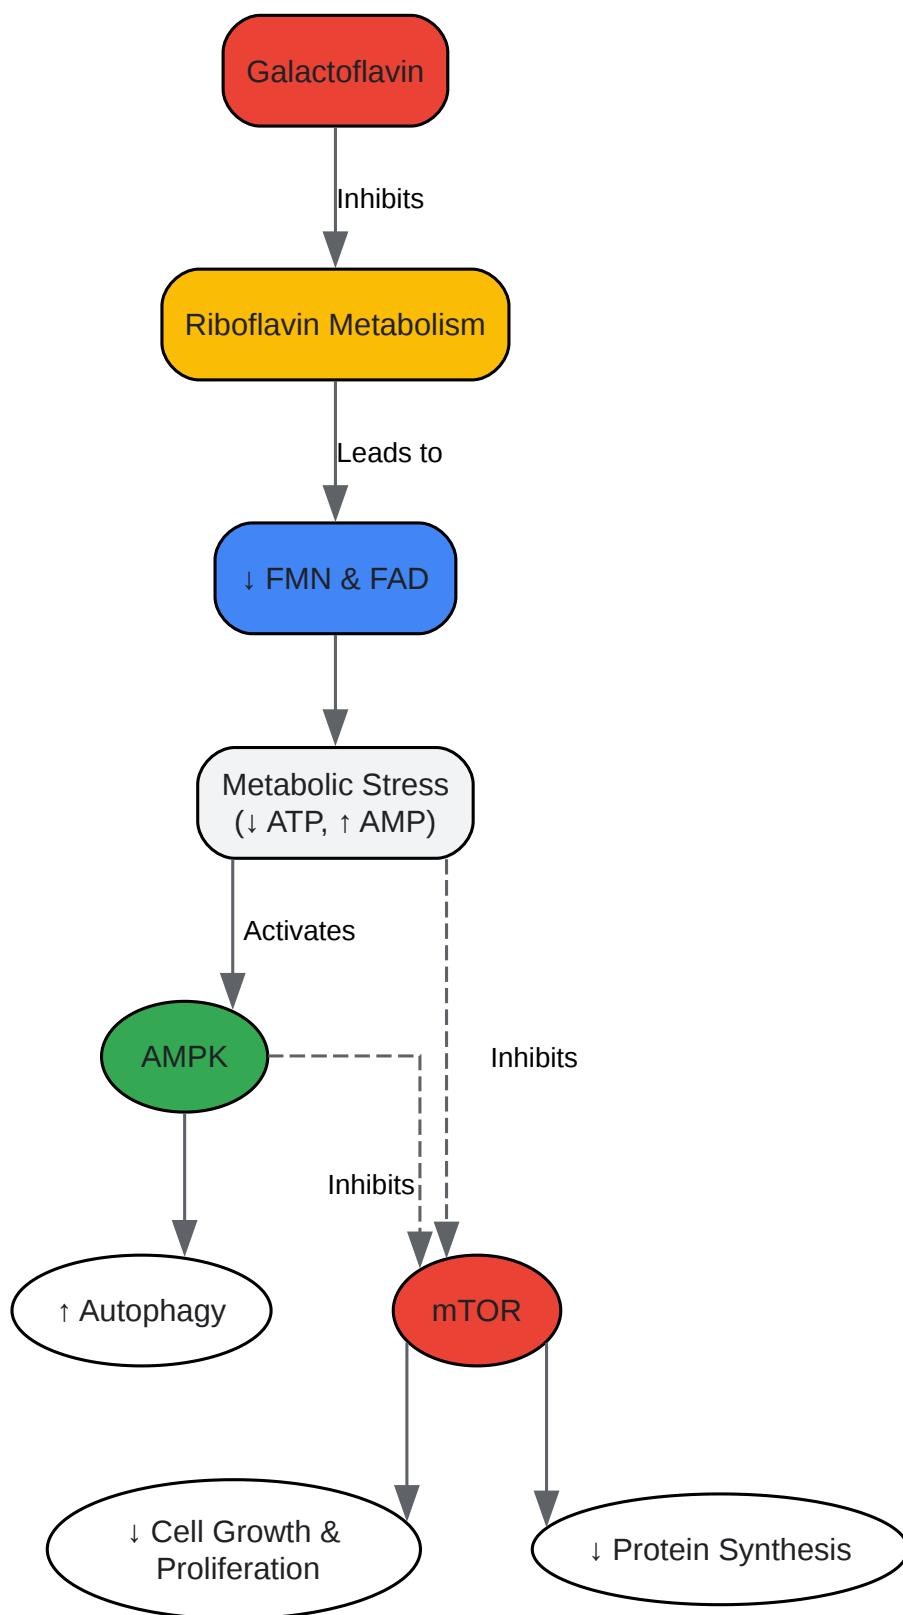 Galactoflavin
Inhibits
Riboflavin Metabolism
Leads to
↓ FMN & FAD
Metabolic Stress
(↓ ATP, ↑ AMP)
Activates
AMPK
Inhibits
Inhibits
↑ Autophagy
mTOR
↓ Cell Growth &
Proliferation
↓ Protein Synthesis